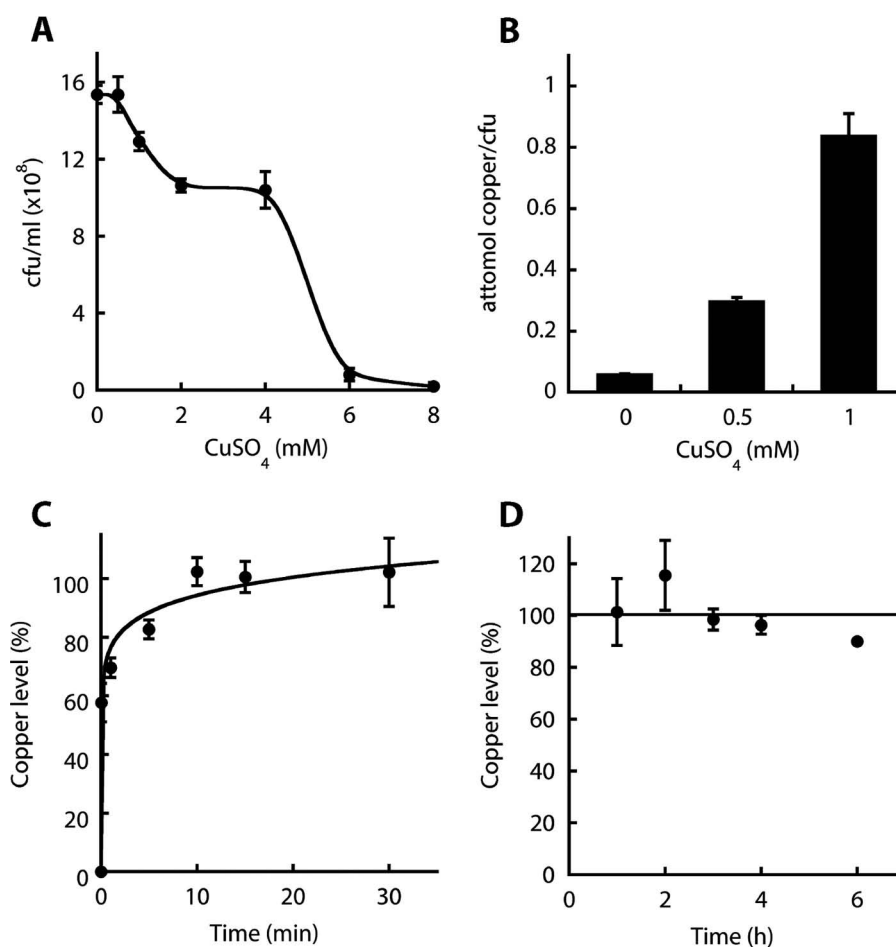 A
16
12
8
4
0
cfu/ml (x10⁸)
0 2 4 6 8
CuSO₄ (mM)
B
1
0.8
0.6
0.4
0.2
0
attomol copper/cfu
0 0.5 1
CuSO₄ (mM)
C
100
80
60
40
20
0
Copper level (%)
0 10 20 30
Time (min)
D
120
100
80
60
40
20
0
Copper level (%)
0 2 4 6
Time (h)